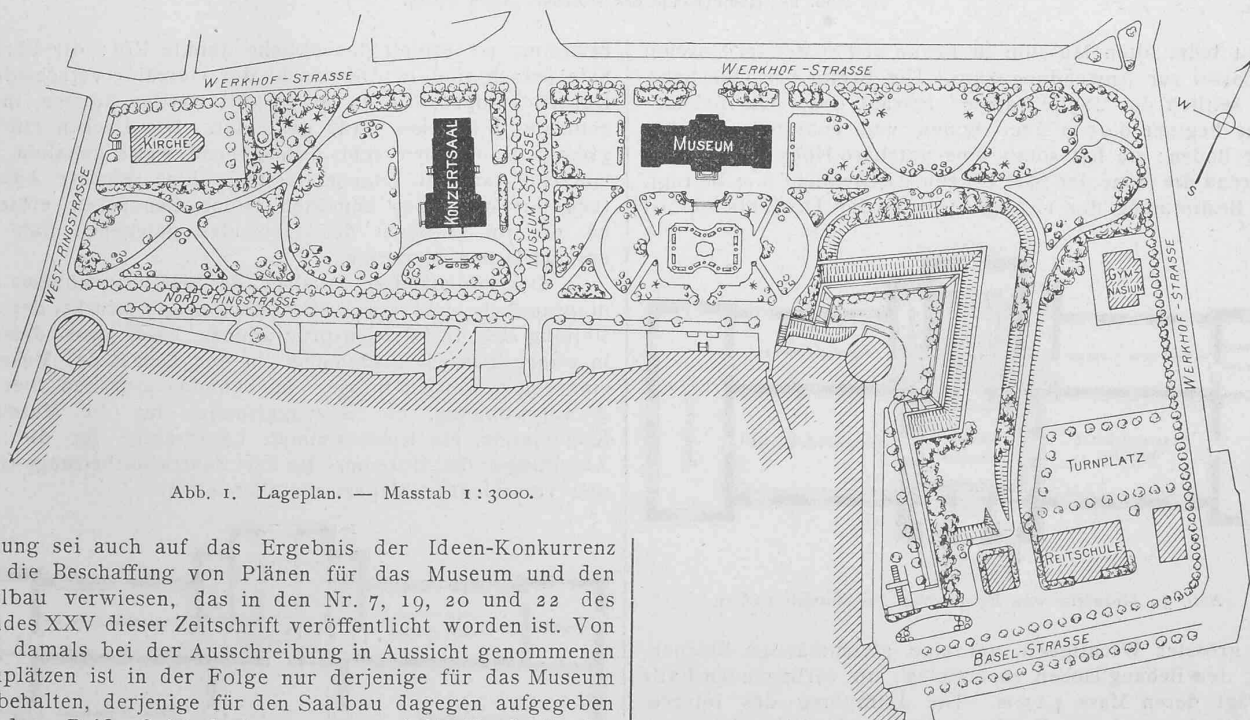 WERKHOF-STRASSE
WERKHOF-STRASSE
W
S
KIRCHE
KONZERTSAAL
MUSEUM-STRASSE
MUSEUM
WEST-RINGSTRASSE
NORD-RINGSTRASSE
GYM
NASIUM
WERKHOF-STRASSE
TURNPLATZ
REITSCHULE
BASEL-STRASSE
Abb. 1. Lageplan. — Masstab 1 : 3000.
ung sei auch auf das Ergebnis der Ideen-Konkurrenz
die Beschaffung von Plänen für das Museum und den
lbau verwiesen, das in den Nr. 7, 19, 20 und 22 des
des XXV dieser Zeitschrift veröffentlicht worden ist. Von
damals bei der Ausschreibung in Aussicht genommenen
plätzen ist in der Folge nur derjenige für das Museum
behalten, derjenige für den Saalbau dagegen aufgegeben